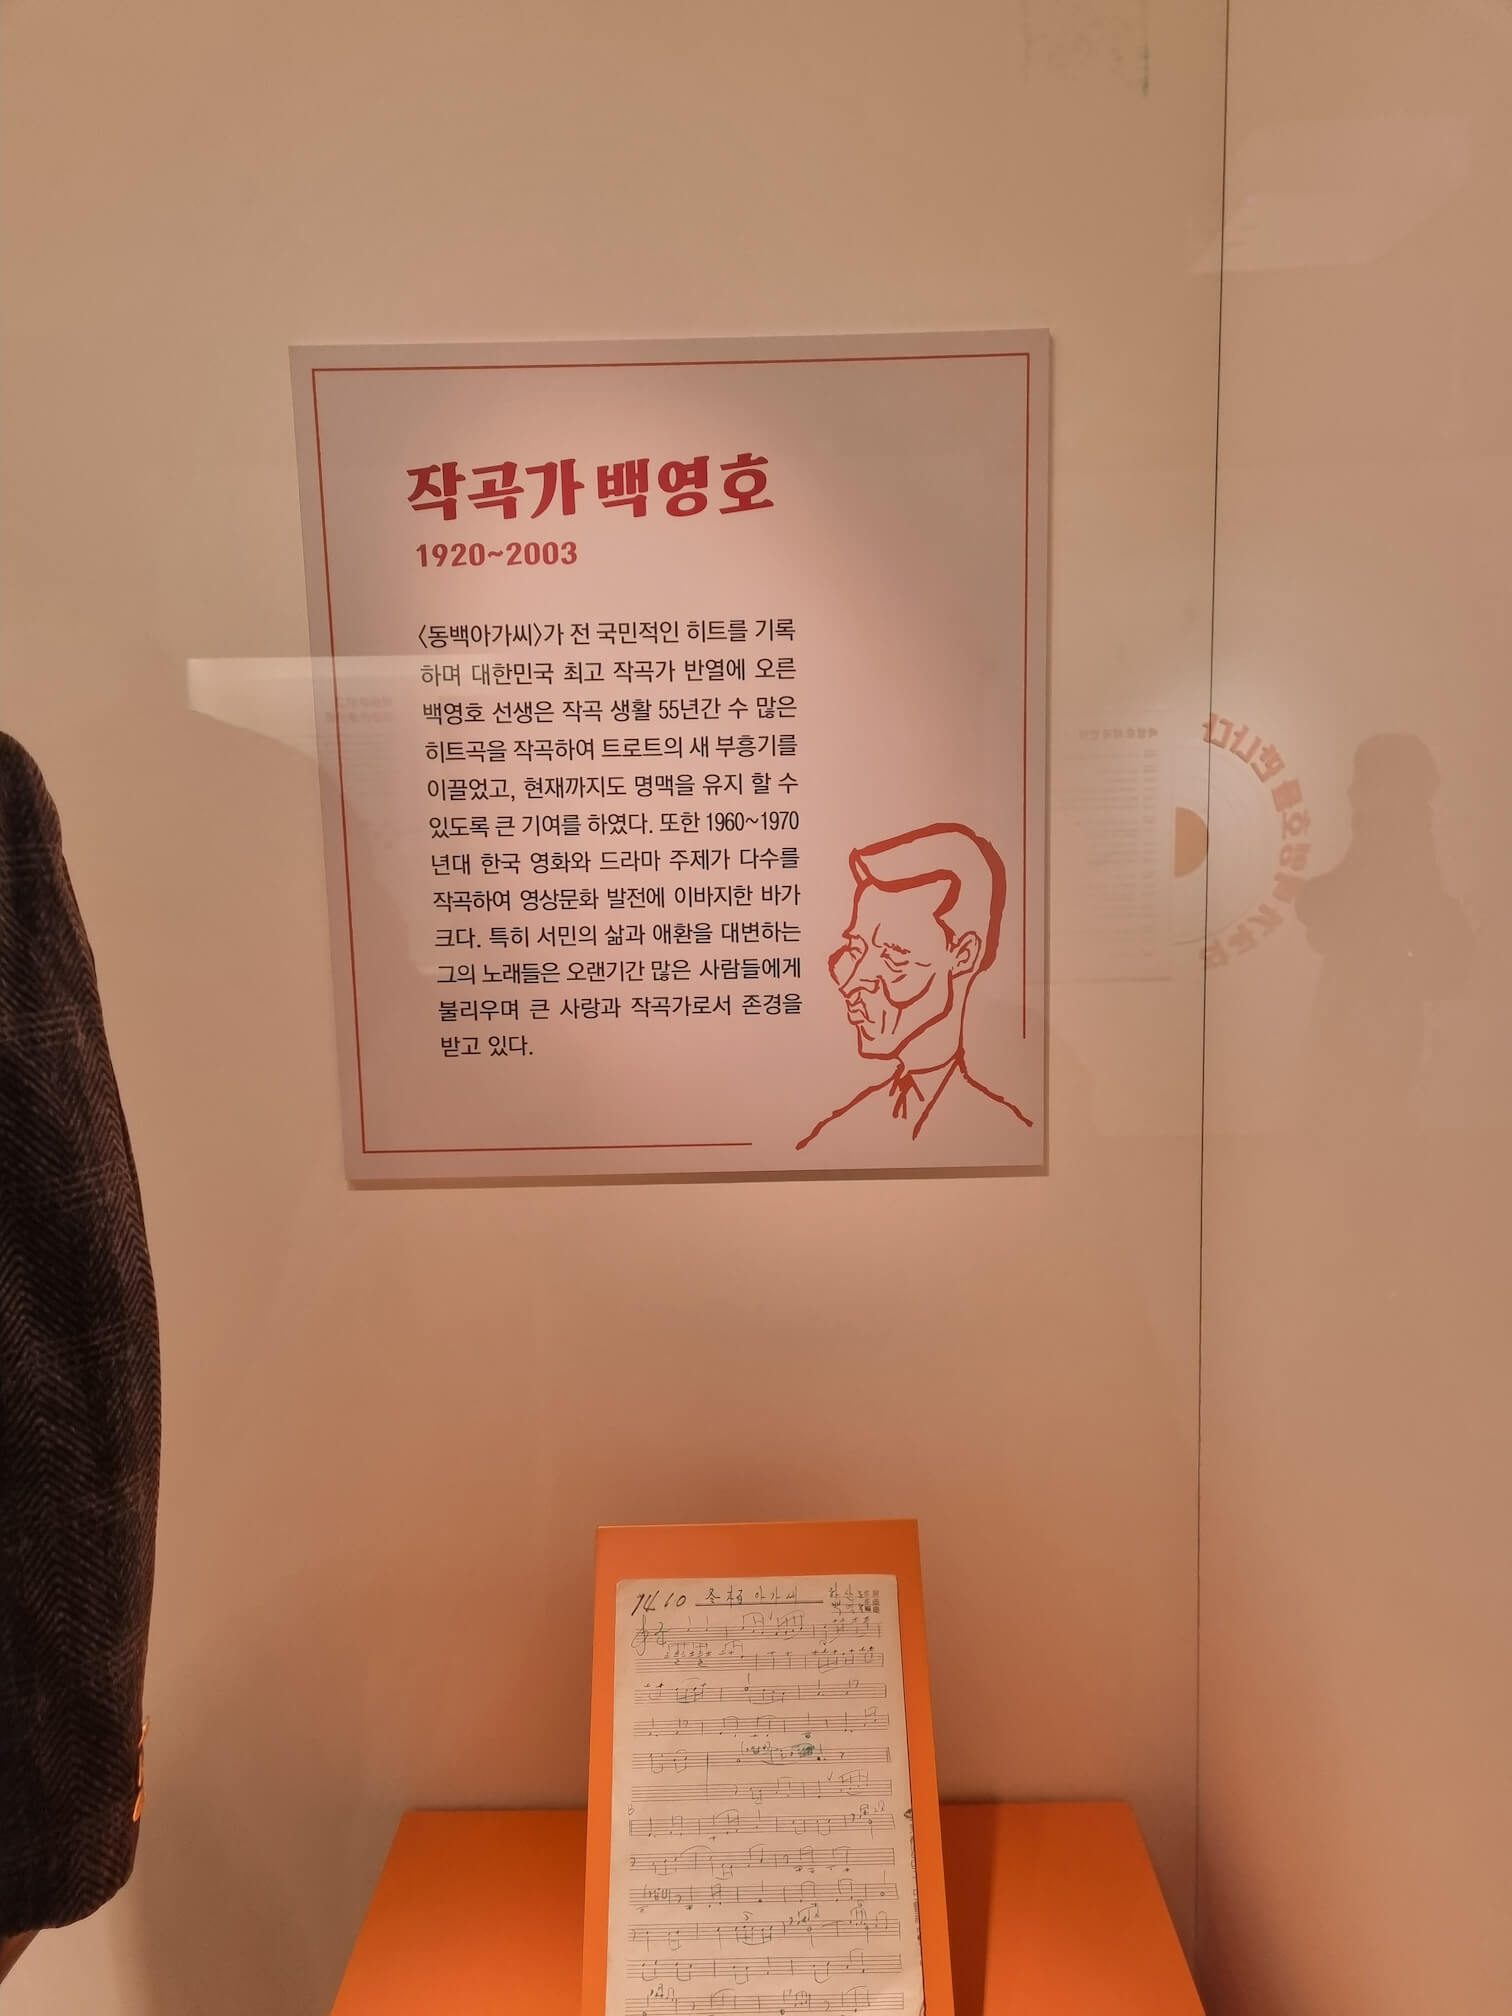 작곡가 백영호
1920~2003
〈동백아가씨〉가 전 국민적인 히트를 기록
하며 대한민국 최고 작곡가 반열에 오른
백영호 선생은 작곡 생활 55년간 수 많은
히트곡을 작곡하여 트로트의 새 부흥기를
이끌었고, 현재까지도 명맥을 유지 할 수
있도록 큰 기여를 하였다. 또한 1960~1970
년대 한국 영화와 드라마 주제가 다수를
작곡하여 영상문화 발전에 이바지한 바가
크다. 특히 서민의 삶과 애환을 대변하는
그의 노래들은 오랜기간 많은 사람들에게
불리우며 큰 사랑과 작곡가로서 존경을
받고 있다.
冬栢아가씨